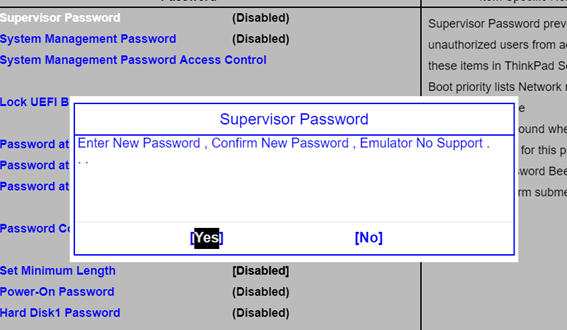 Password
Item Specific
Supervisor Password (Disabled)
System Management Password (Disabled)
System Management Password Access Control
Lock UEFI B
Password at
Password at
Password at
Password Co
Set Minimum Length [Disabled]
Power-On Password (Disabled)
Hard Disk1 Password (Disabled)
Supervisor Password prev
unauthorized users from ac
these items in ThinkPad Se
Boot priority lists Network r
e
ound whe
for this pa
sword Bee
rm subme
Supervisor Password
Enter New Password , Confirm New Password , Emulator No Support .
. .
[Yes] [No]